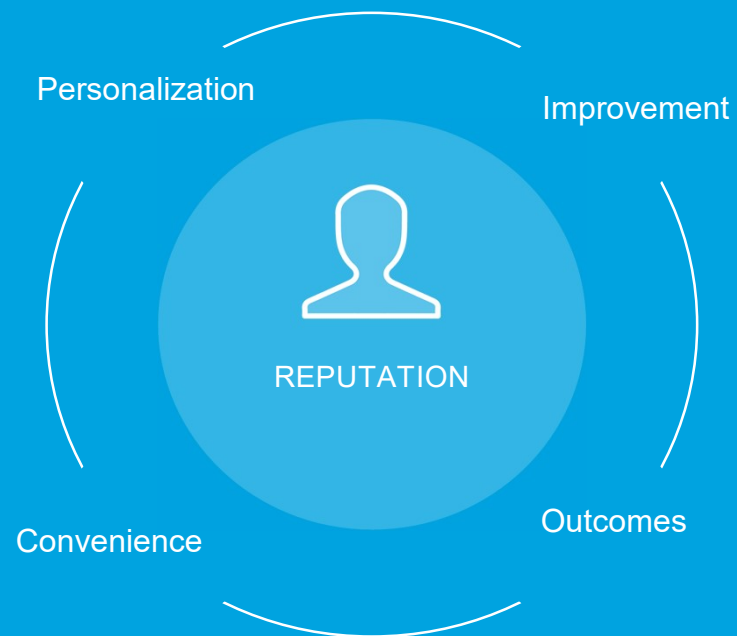 Personalization
Improvement
REPUTATION
Outcomes
Convenience